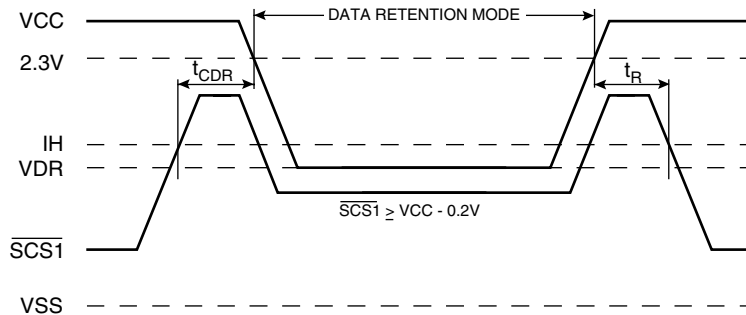 VCC
DATA RETENTION MODE
2.3V
tCDR
tR
IH
VDR
SCS1 ≥ VCC - 0.2V
SCS1
VSS